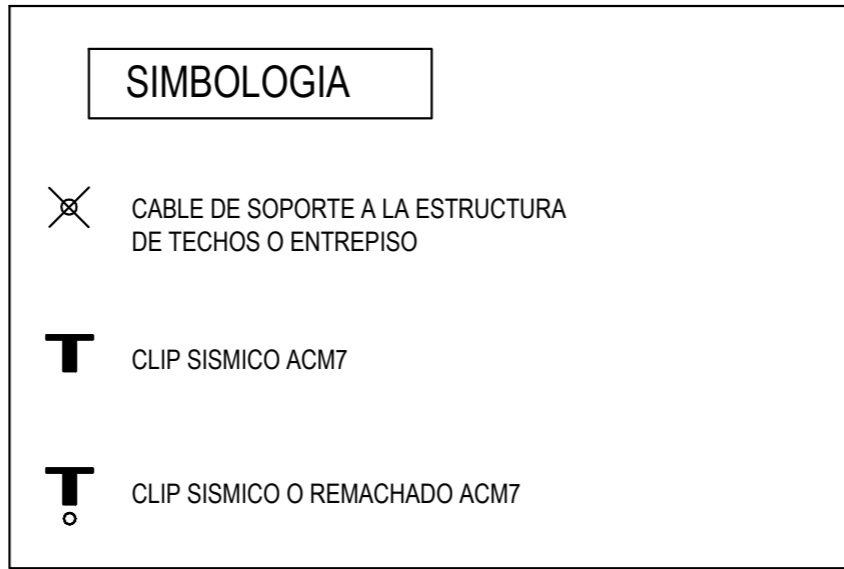 SIMBOLOGIA
CABLE DE SOPORTE A LA ESTRUCTURA
DE TECHOS O ENTREPISO
CLIP SISMICO ACM7
CLIP SISMICO O REMACHADO ACM7